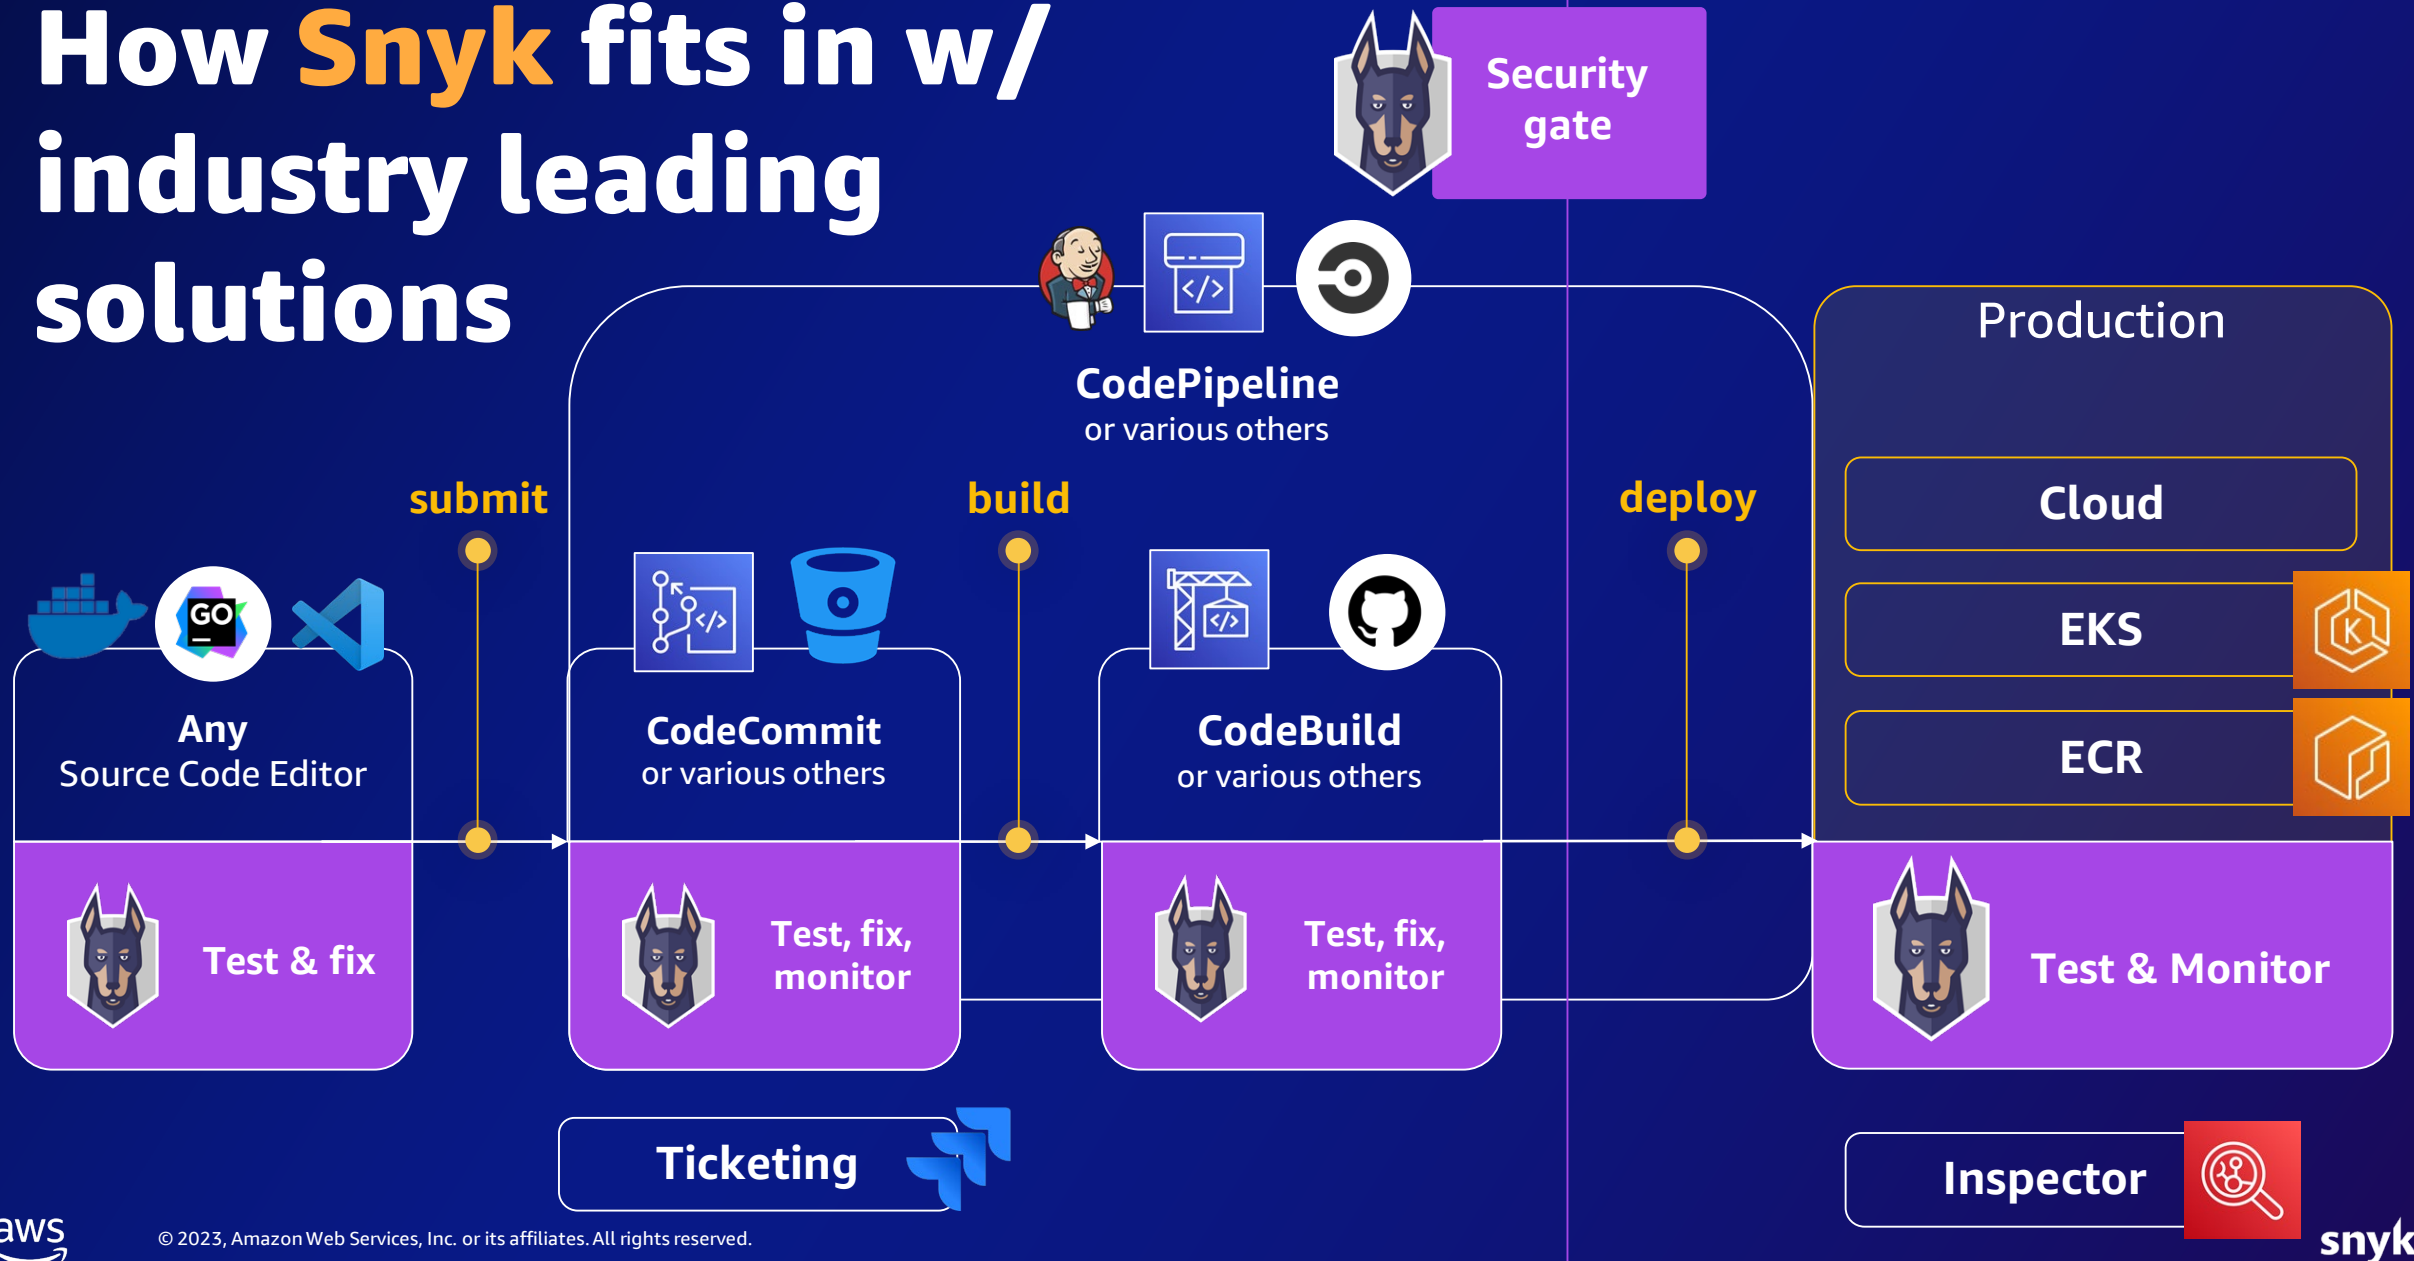 How Snyk fits in w/
industry leading
solutions
Security
gate
CodePipeline
or various others
Production
submit
build
deploy
Cloud
EKS
K
ECR
GO
Any
Source Code Editor
CodeCommit
or various others
CodeBuild
or various others
</>
</>
</>
Test & fix
Test, fix,
monitor
Test, fix,
monitor
Test & Monitor
Ticketing
Inspector
aws
© 2023, Amazon Web Services, Inc. or its affiliates. All rights reserved.
snyk